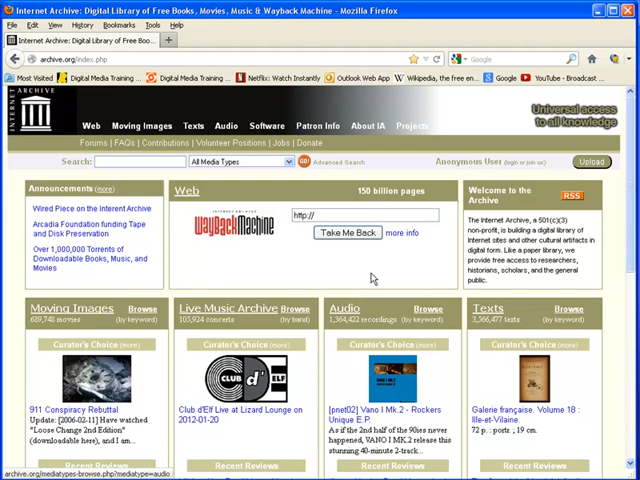 Internet Archive: Digital Library of Free Books, Movies, Music & Wayback Machine - Mozilla Firefox
File Edit View History Bookmarks Tools Help
Internet Archive: Digital Library of Free Boo...
archive.org/index.php
Google
Most Visited Digital Media Training ... Digital Media Training ... Netflix: Watch Instantly Outlook Web App Wikipedia, the free en... Google YouTube - Broadcast ...
INTERNET ARCHIVE
Universal access
to all knowledge
Web Moving Images Texts Audio Software Patron Info About IA Projects
Forums | FAQs | Contributions | Volunteer Positions | Jobs | Donate
Search: All Media Types GO! Advanced Search Anonymous User (login or join us) Upload
Announcements (more)
Wired Piece on the Interent Archive
Arcadia Foundation funding Tape
and Disk Preservation
Over 1,000,000 Torrents of
Downloadable Books, Music, and
Movies
Web 150 billion pages
INTERNET ARCHIVE
WayBackMachine
http://
Take Me Back more info
Welcome to the
Archive
RSS
The Internet Archive, a 501(c)(3)
non-profit, is building a digital library of
Internet sites and other cultural artifacts in
digital form. Like a paper library, we
provide free access to researchers,
historians, scholars, and the general
public.
Moving Images Browse
689,748 movies (by keyword)
Curator's Choice (more)
911 Conspiracy Rebuttal
Update: [2006-02-11] Have watched
"Loose Change 2nd Edition"
(downloadable here), and I am...
Recent Reviews
Live Music Archive Browse
105,924 concerts (by band)
Curator's Choice (more)
CLUB d' ELF
Club d'Elf Live at Lizard Lounge on
2012-01-20
Recent Reviews
Audio Browse
1,364,422 recordings (by keyword)
Curator's Choice (more)
[pnet02] Vano I Mk.2 - Rockers
Unique E.P.
As if the 2nd half of the 90ies never
happened, VANO I MK.2 release this
stunning 40-minute 2-track...
Recent Reviews
Texts Browse
3,566,477 texts (by keyword)
Curator's Choice (more)
Galerie française. Volume 18 :
Ille-et-Vilaine.
72 p. : portr. ; 19 cm.
Recent Reviews
archive.org/mediatypes-browse.php?mediatype=audio